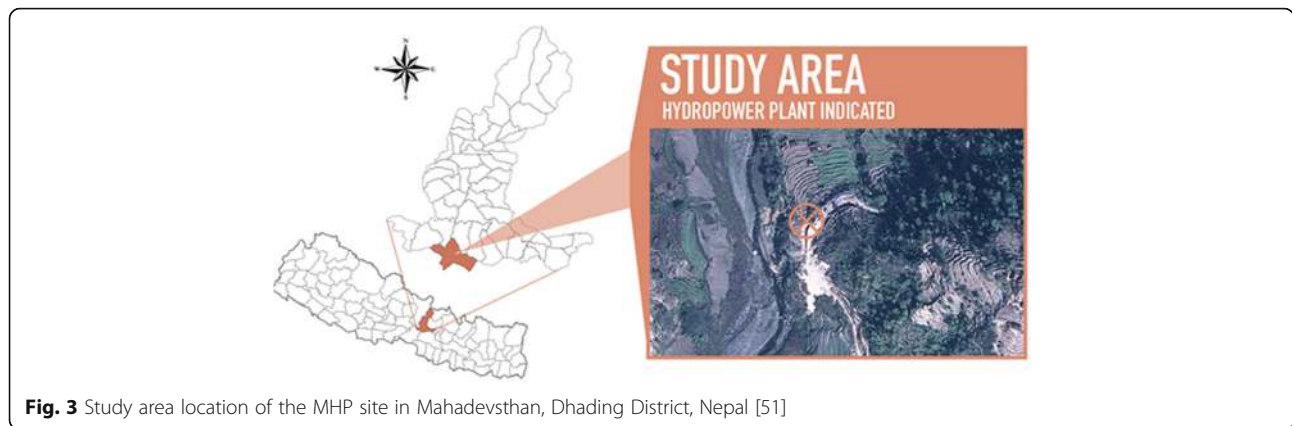 N
W
E
S
STUDY AREA
HYDROPOWER PLANT INDICATED
Fig. 3 Study area location of the MHP site in Mahadevsthan, Dhading District, Nepal [51]